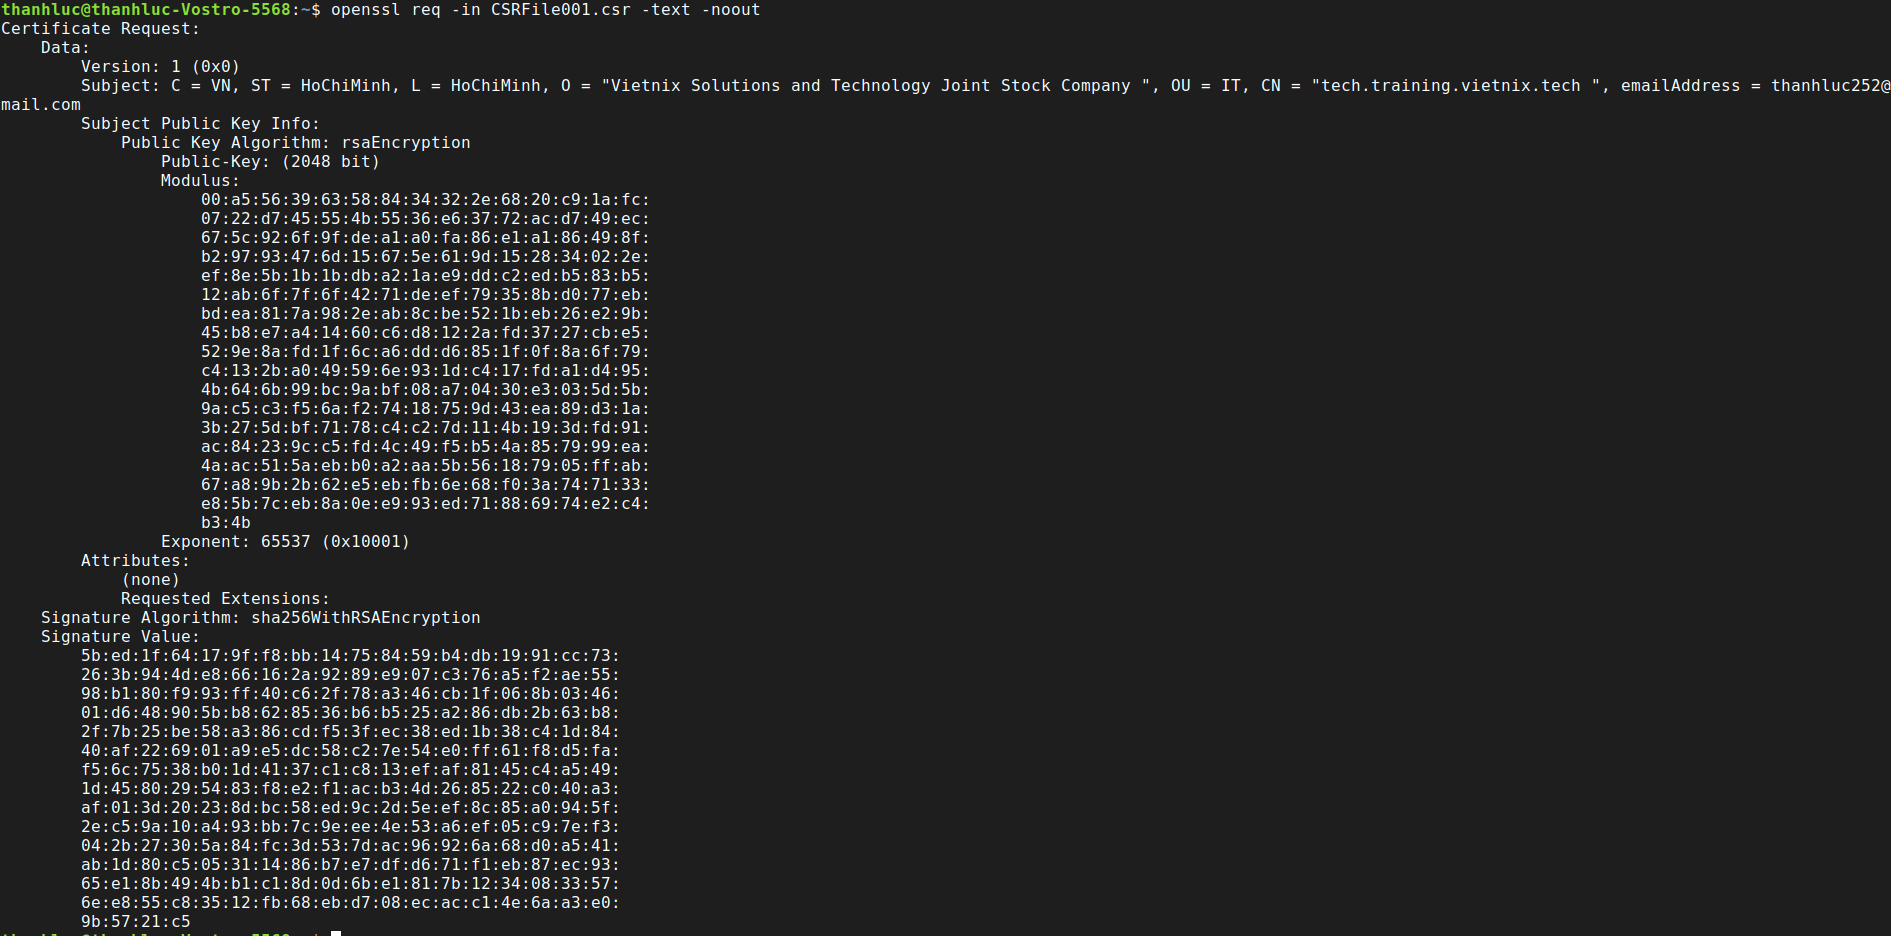 thanhluc@thanhluc-Vostro-5568:~$ openssl req -in CSRFile001.csr -text -noout
Certificate Request:
    Data:
        Version: 1 (0x0)
        Subject: C = VN, ST = HoChiMinh, L = HoChiMinh, O = "Vietnix Solutions and Technology Joint Stock Company ", OU = IT, CN = "tech.training.vietnix.tech ", emailAddress = thanhluc252@
mail.com
        Subject Public Key Info:
            Public Key Algorithm: rsaEncryption
                Public-Key: (2048 bit)
                Modulus:
                    00:a5:56:39:63:58:84:34:32:2e:68:20:c9:1a:fc:
                    07:22:d7:45:55:4b:55:36:e6:37:72:ac:d7:49:ec:
                    67:5c:92:6f:9f:de:a1:a0:fa:86:e1:a1:86:49:8f:
                    b2:97:93:47:6d:15:67:5e:61:9d:15:28:34:02:2e:
                    ef:8e:5b:1b:1b:db:a2:1a:e9:dd:c2:ed:b5:83:b5:
                    12:ab:6f:7f:6f:42:71:de:ef:79:35:8b:d0:77:eb:
                    bd:ea:81:7a:98:2e:ab:8c:be:52:1b:eb:26:e2:9b:
                    45:b8:e7:a4:14:60:c6:d8:12:2a:fd:37:27:cb:e5:
                    52:9e:8a:fd:1f:6c:a6:dd:d6:85:1f:0f:8a:6f:79:
                    c4:13:2b:a0:49:59:6e:93:1d:c4:17:fd:a1:d4:95:
                    4b:64:6b:99:bc:9a:bf:08:a7:04:30:e3:03:5d:5b:
                    9a:c5:c3:f5:6a:f2:74:18:75:9d:43:ea:89:d3:1a:
                    3b:27:5d:bf:71:78:c4:c2:7d:11:4b:19:3d:fd:91:
                    ac:84:23:9c:c5:fd:4c:49:f5:b5:4a:85:79:99:ea:
                    4a:ac:51:5a:eb:b0:a2:aa:5b:56:18:79:05:ff:ab:
                    67:a8:9b:2b:62:e5:eb:fb:6e:68:f0:3a:74:71:33:
                    e8:5b:7c:eb:8a:0e:e9:93:ed:71:88:69:74:e2:c4:
                    b3:4b
                Exponent: 65537 (0x10001)
        Attributes:
            (none)
            Requested Extensions:
    Signature Algorithm: sha256WithRSAEncryption
    Signature Value:
        5b:ed:1f:64:17:9f:f8:bb:14:75:84:59:b4:db:19:91:cc:73:
        26:3b:94:4d:e8:66:16:2a:92:89:e9:07:c3:76:a5:f2:ae:55:
        98:b1:80:f9:93:ff:40:c6:2f:78:a3:46:cb:1f:06:8b:03:46:
        01:d6:48:90:5b:b8:62:85:36:b6:b5:25:a2:86:db:2b:63:b8:
        2f:7b:25:be:58:a3:86:cd:f5:3f:ec:38:ed:1b:38:c4:1d:84:
        40:af:22:69:01:a9:e5:dc:58:c2:7e:54:e0:ff:61:f8:d5:fa:
        f5:6c:75:38:b0:1d:41:37:c1:c8:13:ef:af:81:45:c4:a5:49:
        1d:45:80:29:54:83:f8:e2:f1:ac:b3:4d:26:85:22:c0:40:a3:
        af:01:3d:20:23:8d:bc:58:ed:9c:2d:5e:ef:8c:85:a0:94:5f:
        2e:c5:9a:10:a4:93:bb:7c:9e:ee:4e:53:a6:ef:05:c9:7e:f3:
        04:2b:27:30:5a:84:fc:3d:53:7d:ac:96:92:6a:68:d0:a5:41:
        ab:1d:80:c5:05:31:14:86:b7:e7:df:d6:71:f1:eb:87:ec:93:
        65:e1:8b:49:4b:b1:c1:8d:0d:6b:e1:81:7b:12:34:08:33:57:
        6e:e8:55:c8:35:12:fb:68:eb:d7:08:ec:ac:c1:4e:6a:a3:e0:
        9b:57:21:c5